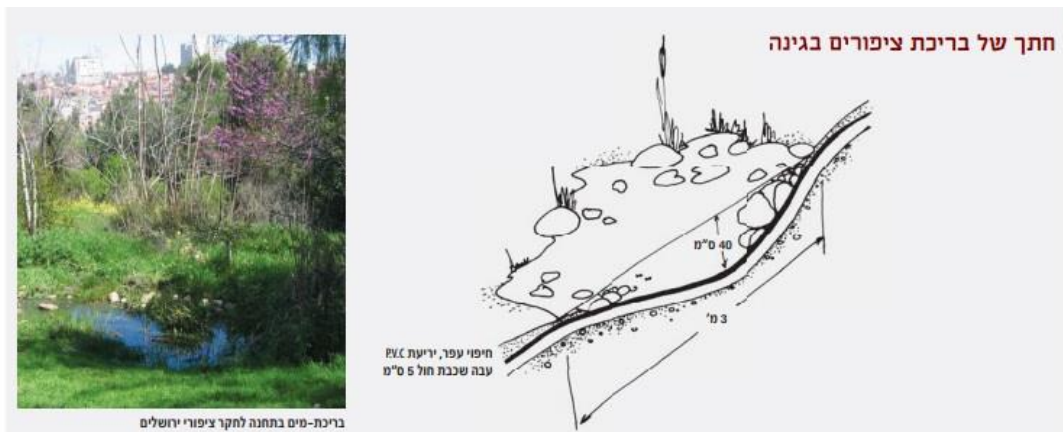 חתך של בריכת ציפורים בגינה
40 ס"מ
3 מ'
חיפוי עפר, יריעת P.V.C
עבה שכבת חול 5 ס"מ
בריכת-מים בתחנה לחקר ציפורי ירושלים